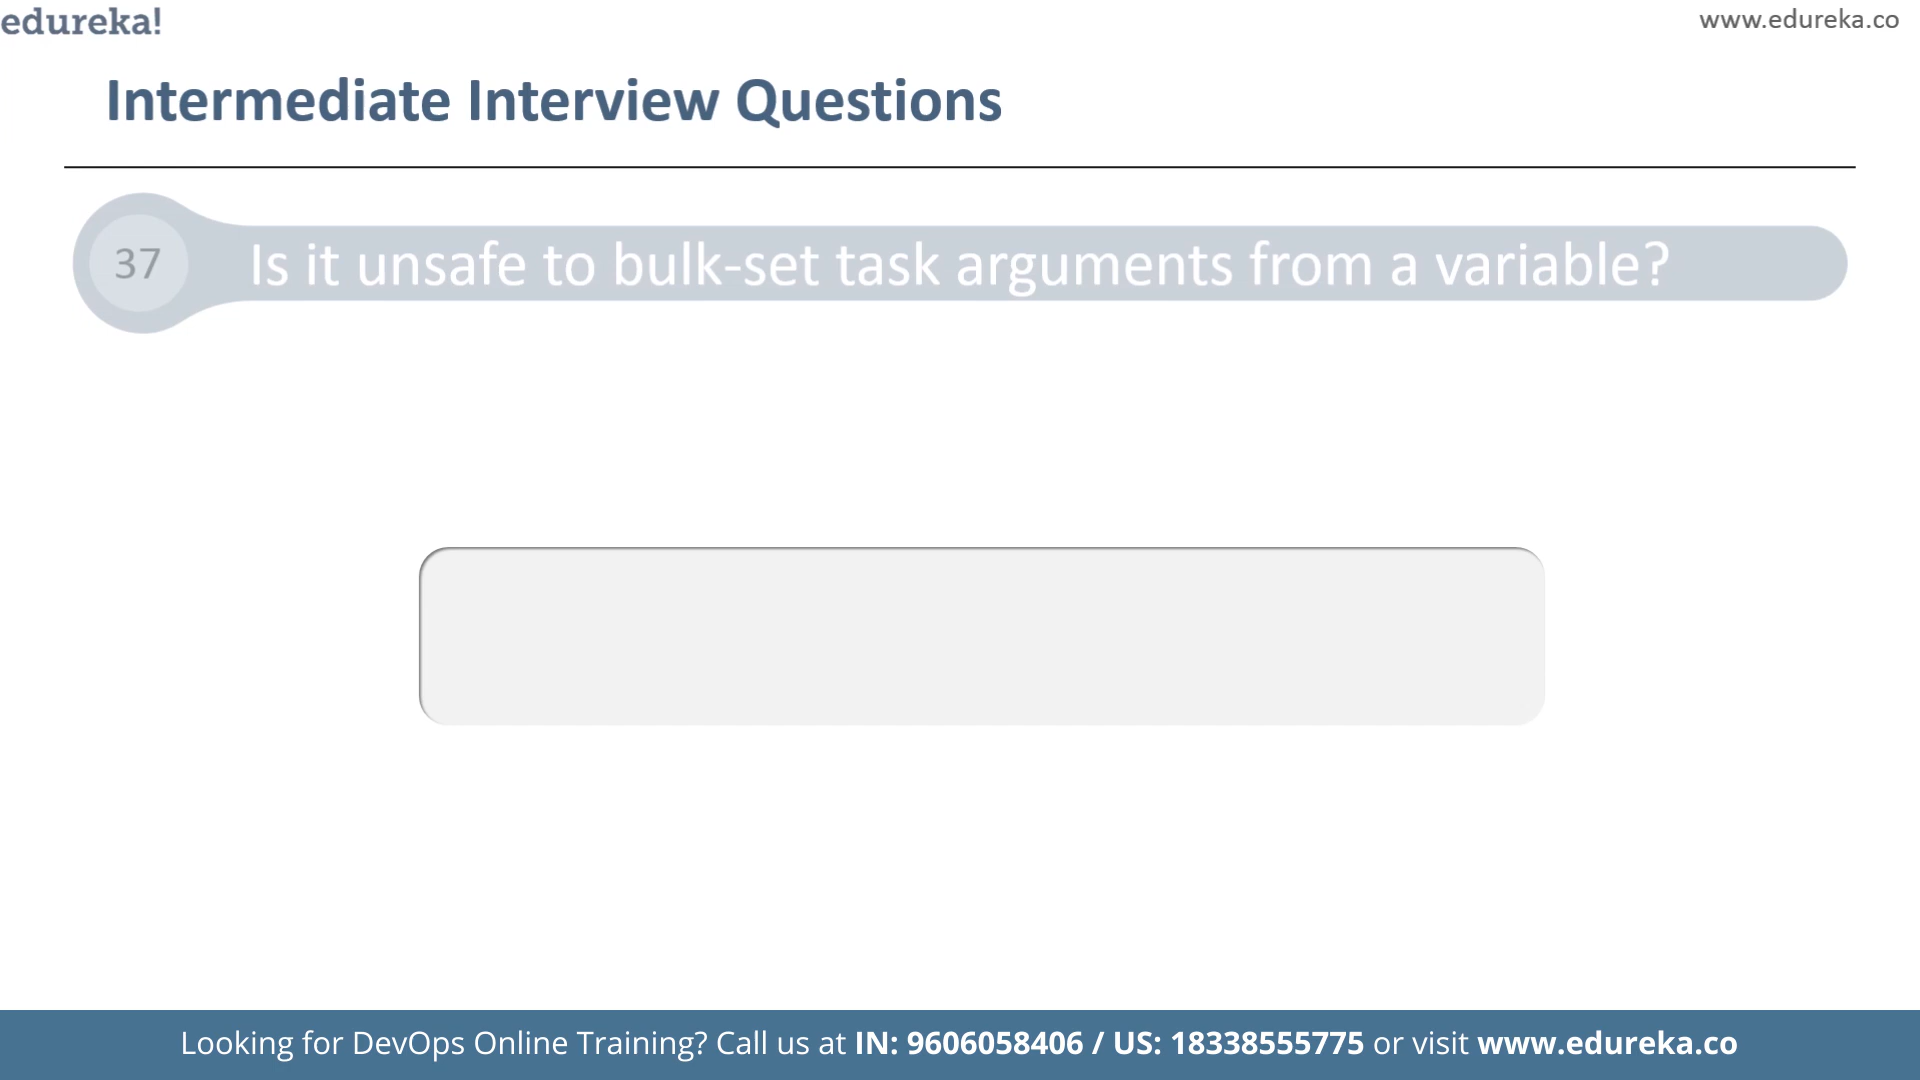 edureka!
www.edureka.co
Intermediate Interview Questions
37
Is it unsafe to bulk-set task arguments from a variable?
Looking for DevOps Online Training? Call us at IN: 9606058406 / US: 18338555775 or visit www.edureka.co